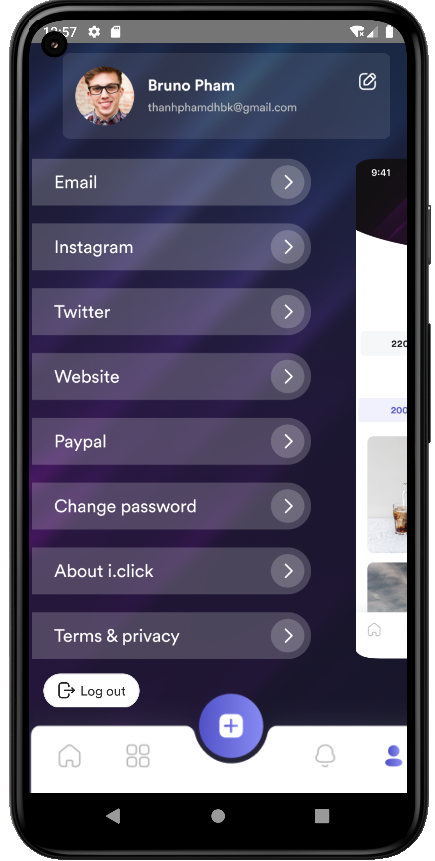 12:57
Bruno Pham
thanhphamdhbk@gmail.com
Email
9:41
Instagram
Twitter
220
Website
200
Paypal
Change password
About i.click
Terms & privacy
Log out